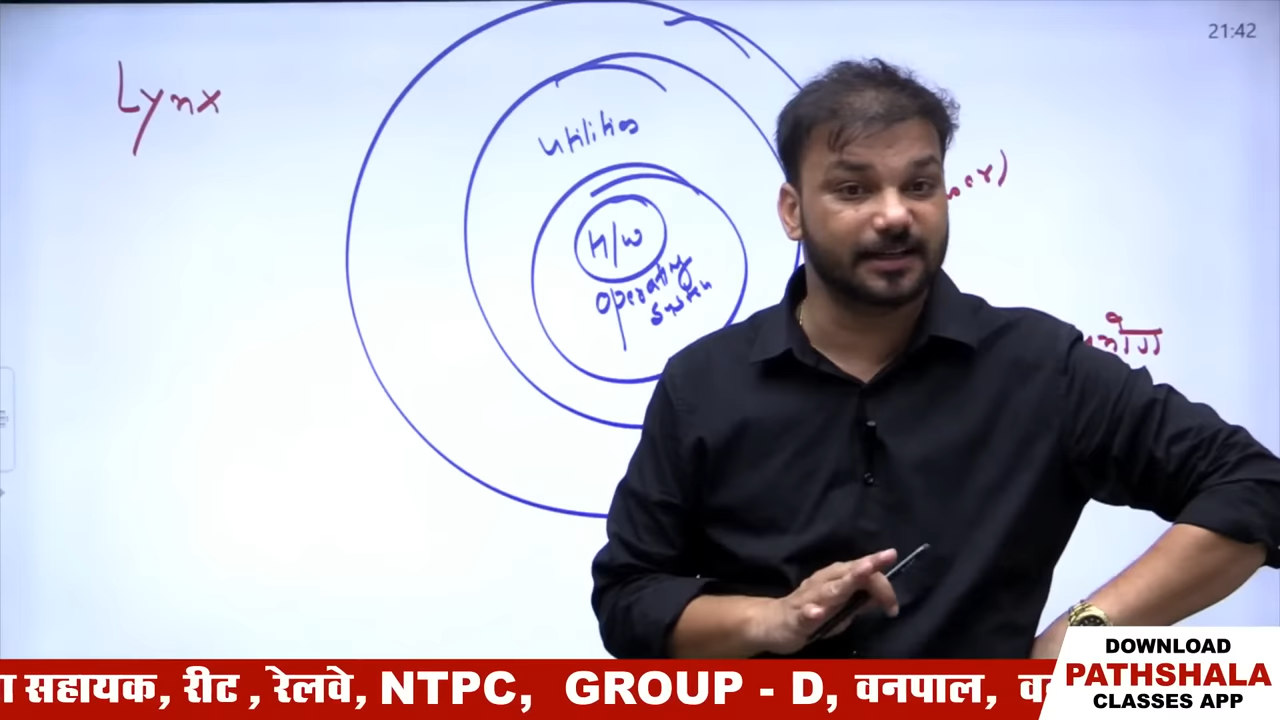 21:42
Lynx
utilities
H/W
operating
system
सहायक, रीट, रेलवे, NTPC, GROUP - D, वनपाल,
DOWNLOAD
PATHSHALA
CLASSES APP